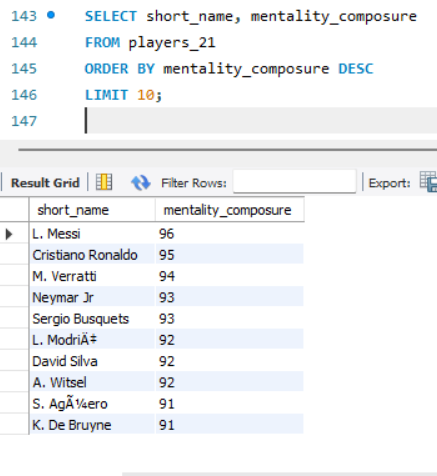 143 SELECT short_name, mentality_composure
144 FROM players_21
145 ORDER BY mentality_composure DESC
146 LIMIT 10;
147
Result Grid Filter Rows: Export:
short_name mentality_composure
L. Messi 96
Cristiano Ronaldo 95
M. Verratti 94
Neymar Jr 93
Sergio Busquets 93
L. ModriÄ‡ 92
David Silva 92
A. Witsel 92
S. AgÃ¼ero 91
K. De Bruyne 91